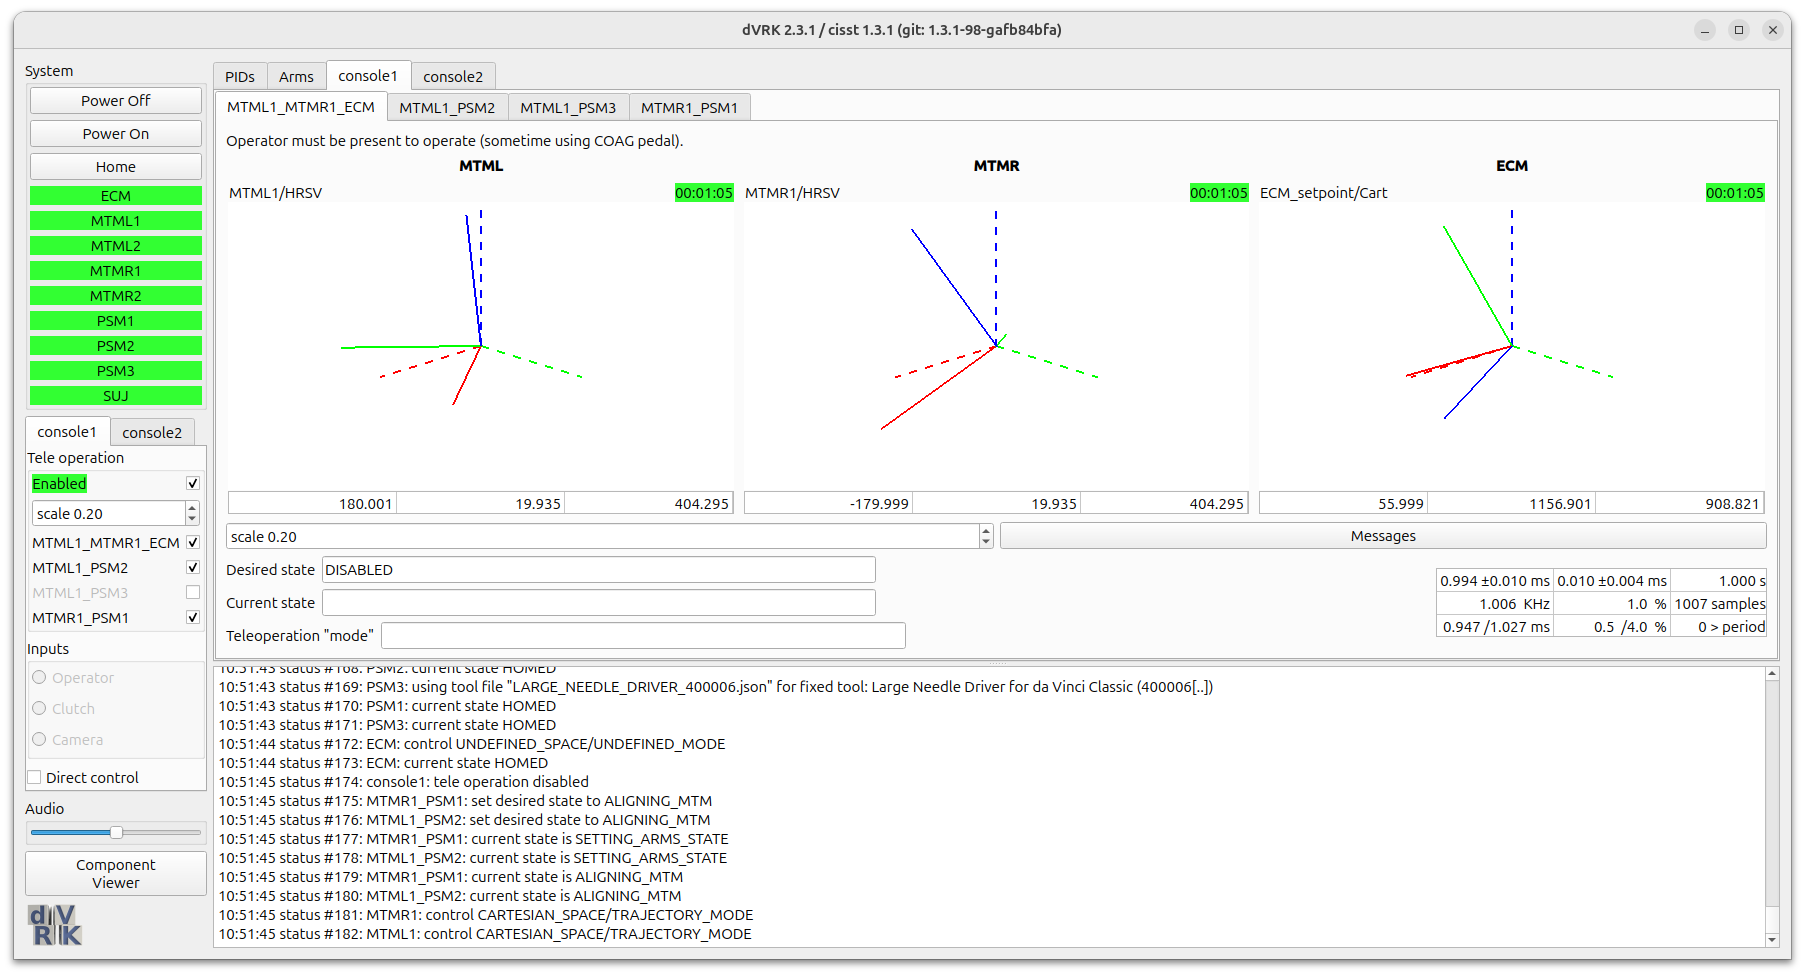 dVRK 2.3.1 / cisst 1.3.1 (git: 1.3.1-98-gafb84bfa)
System
Power Off
Power On
Home
ECM
MTML1
MTML2
MTMR1
MTMR2
PSM1
PSM2
PSM3
SUJ
console1 console2
Tele operation
Enabled
scale 0.20
MTML1_MTMR1_ECM
MTML1_PSM2
MTML1_PSM3
MTMR1_PSM1
Inputs
Operator
Clutch
Camera
Direct control
Audio
Component
Viewer
dVRK
PIDs Arms console1 console2
MTML1_MTMR1_ECM MTML1_PSM2 MTML1_PSM3 MTMR1_PSM1
Operator must be present to operate (sometime using COAG pedal).
MTML MTMR ECM
MTML1/HRSV 00:01:05 MTMR1/HRSV 00:01:05 ECM_setpoint/Cart 00:01:05
180.001 19.935 404.295 -179.999 19.935 404.295 55.999 1156.901 908.821
scale 0.20 Messages
Desired state DISABLED
Current state
Teleoperation "mode"
0.994 ±0.010 ms 0.010 ±0.004 ms 1.000 s
1.006 KHz 1.0 % 1007 samples
0.947 /1.027 ms 0.5 /4.0 % 0 > period
10:51:43 status #168: PSM2: current state HOMED
10:51:43 status #169: PSM3: using tool file "LARGE_NEEDLE_DRIVER_400006.json" for fixed tool: Large Needle Driver for da Vinci Classic (400006[..])
10:51:43 status #170: PSM1: current state HOMED
10:51:43 status #171: PSM3: current state HOMED
10:51:44 status #172: ECM: control UNDEFINED_SPACE/UNDEFINED_MODE
10:51:44 status #173: ECM: current state HOMED
10:51:45 status #174: console1: tele operation disabled
10:51:45 status #175: MTMR1_PSM1: set desired state to ALIGNING_MTM
10:51:45 status #176: MTML1_PSM2: set desired state to ALIGNING_MTM
10:51:45 status #177: MTMR1_PSM1: current state is SETTING_ARMS_STATE
10:51:45 status #178: MTML1_PSM2: current state is SETTING_ARMS_STATE
10:51:45 status #179: MTMR1_PSM1: current state is ALIGNING_MTM
10:51:45 status #180: MTML1_PSM2: current state is ALIGNING_MTM
10:51:45 status #181: MTMR1: control CARTESIAN_SPACE/TRAJECTORY_MODE
10:51:45 status #182: MTML1: control CARTESIAN_SPACE/TRAJECTORY_MODE